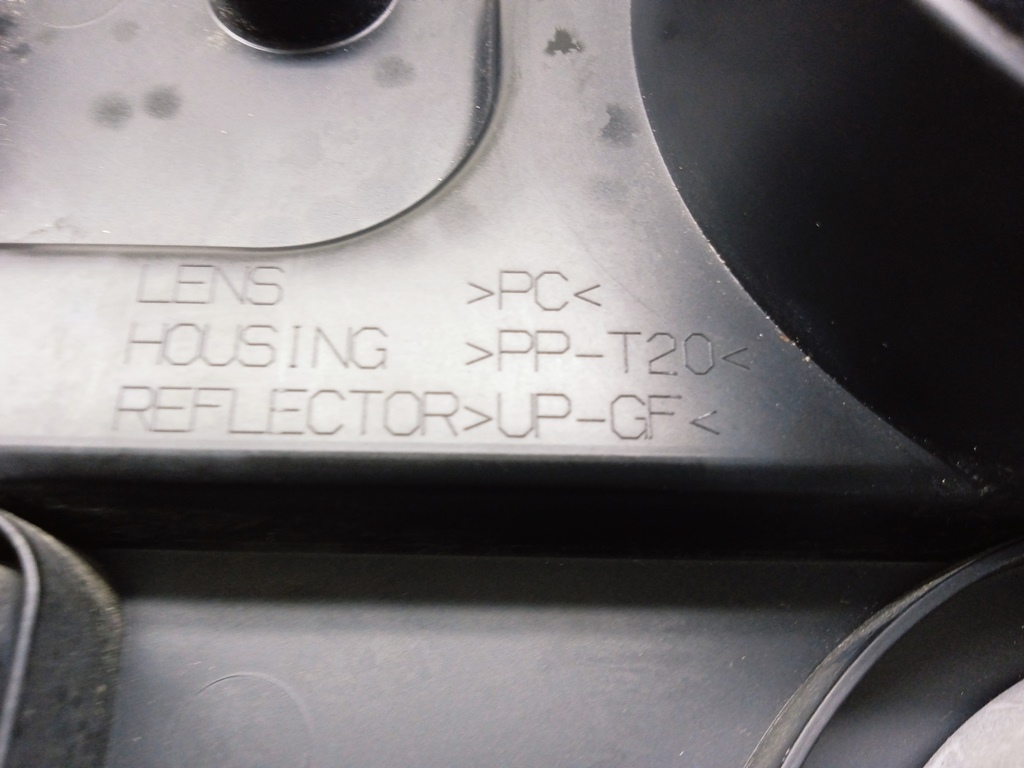 LENS >PC<
HOUSING >PP-T20<
REFLECTOR>UP-GF<